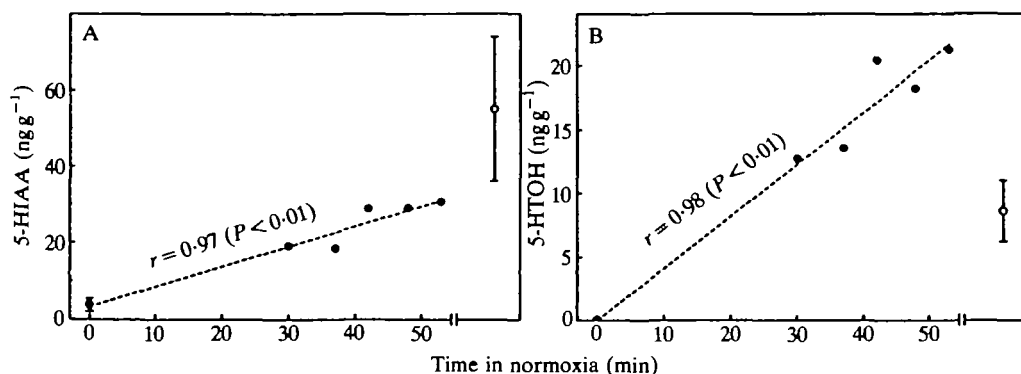 A
5-HIAA (ng g⁻¹)
60
40
20
0
r = 0·97 (P < 0·01)
0 10 20 30 40 50
B
5-HTOH (ng g⁻¹)
20
15
10
5
0
r = 0·98 (P < 0·01)
0 10 20 30 40 50
Time in normoxia (min)